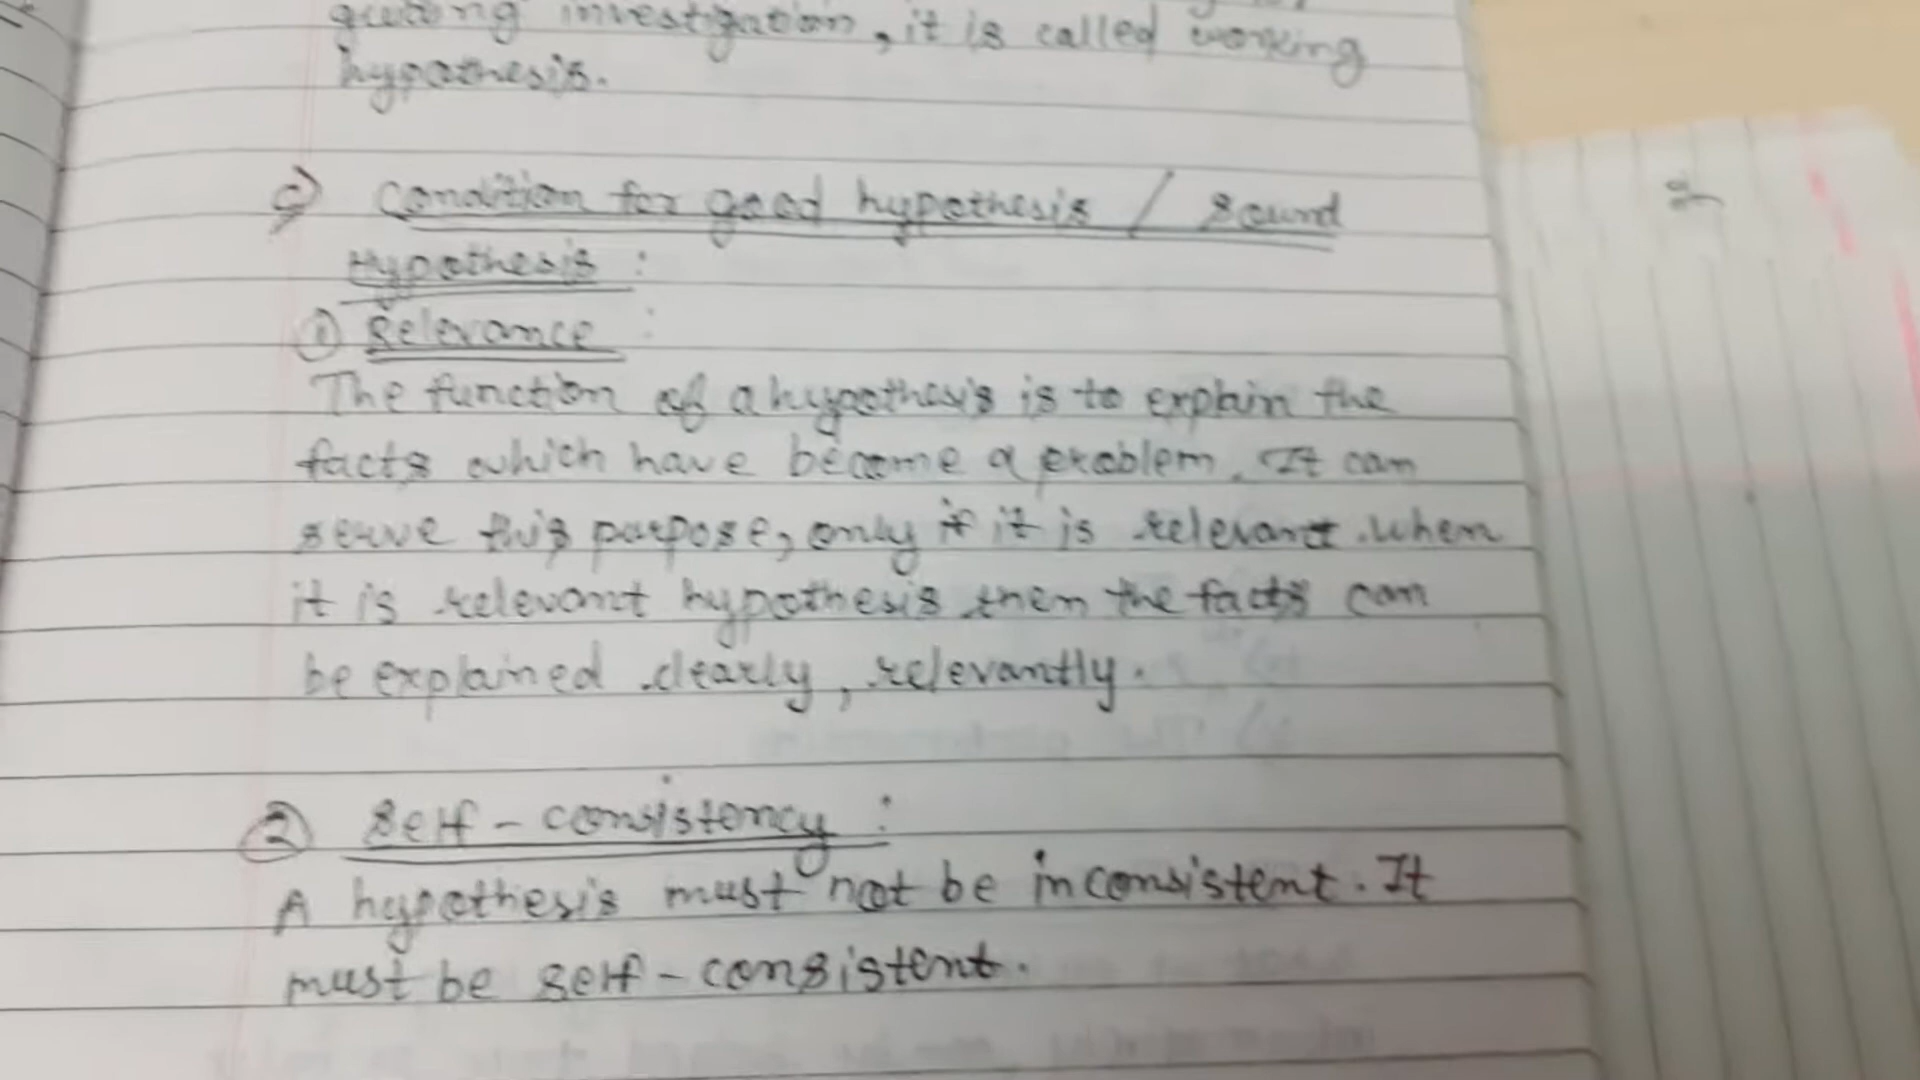 guiding investigation, it is called working
hypothesis.
c) Condition for good hypothesis / sound
Hypothesis :
① Relevance :
The function of a hypothesis is to explain the
facts which have become a problem. It can
serve this purpose, only if it is relevant. When
it is relevant hypothesis then the facts can
be explained clearly, relevantly.
② Self-consistency :
A hypothesis must not be inconsistent. It
must be self-consistent.